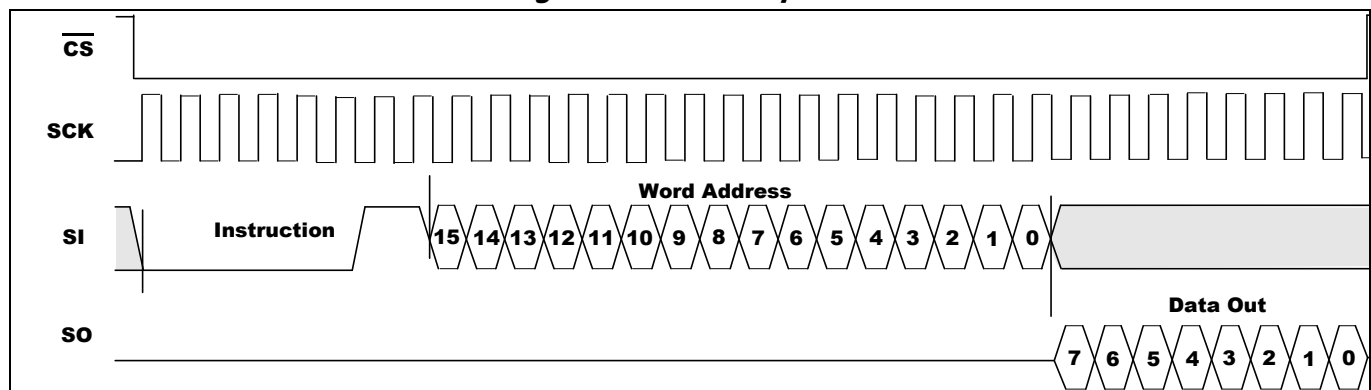 CS
SCK
Word Address
SI
Instruction
15 14 13 12 11 10 9 8 7 6 5 4 3 2 1 0
Data Out
SO
7 6 5 4 3 2 1 0